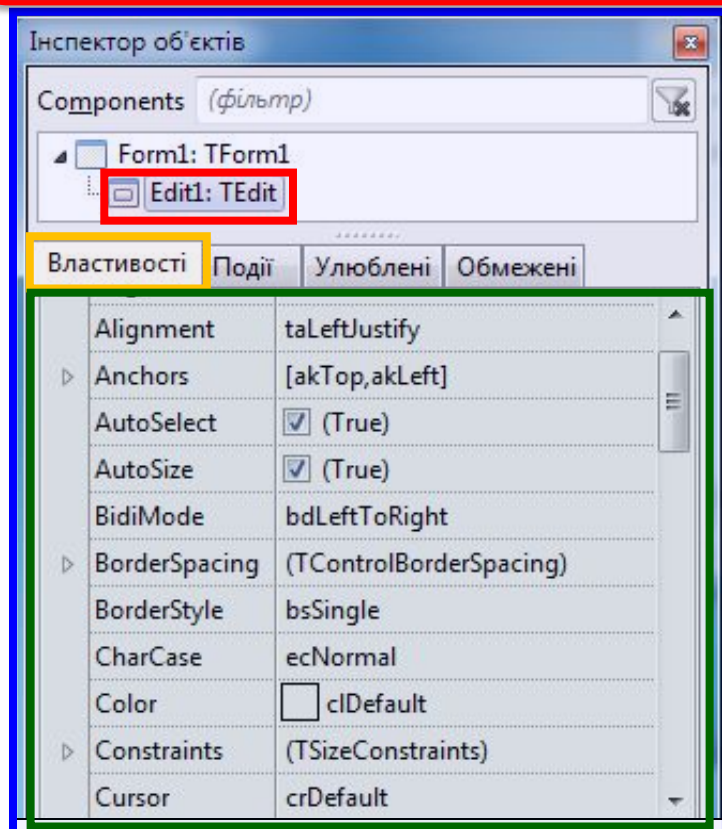 Інспектор об'єктів
Components (фільтр)
Form1: TForm1
Edit1: TEdit
Властивості Події Улюблені Обмежені
Alignment taLeftJustify
Anchors [akTop,akLeft]
AutoSelect (True)
AutoSize (True)
BidiMode bdLeftToRight
BorderSpacing (TControlBorderSpacing)
BorderStyle bsSingle
CharCase ecNormal
Color clDefault
Constraints (TSizeConstraints)
Cursor crDefault